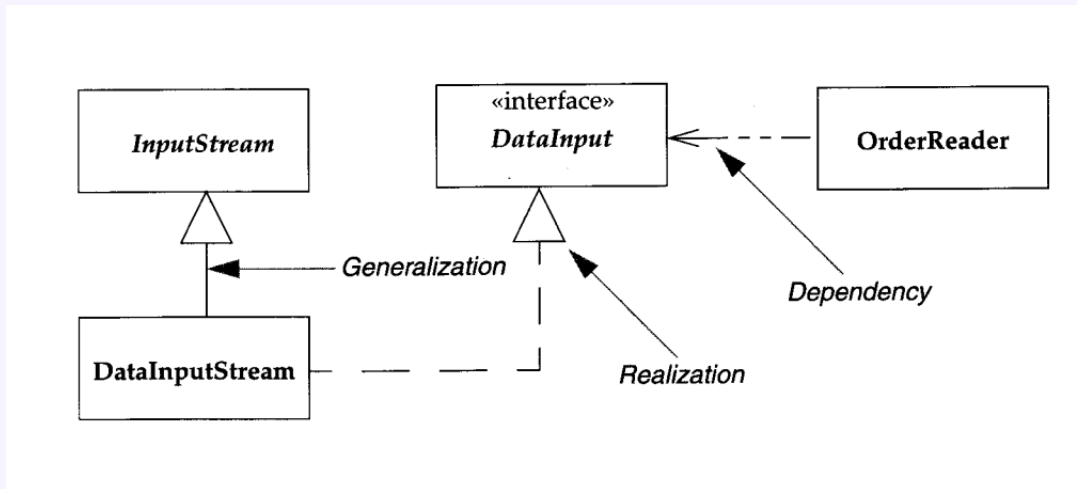 InputStream
«interface»
DataInput
OrderReader
Generalization
Dependency
DataInputStream
Realization